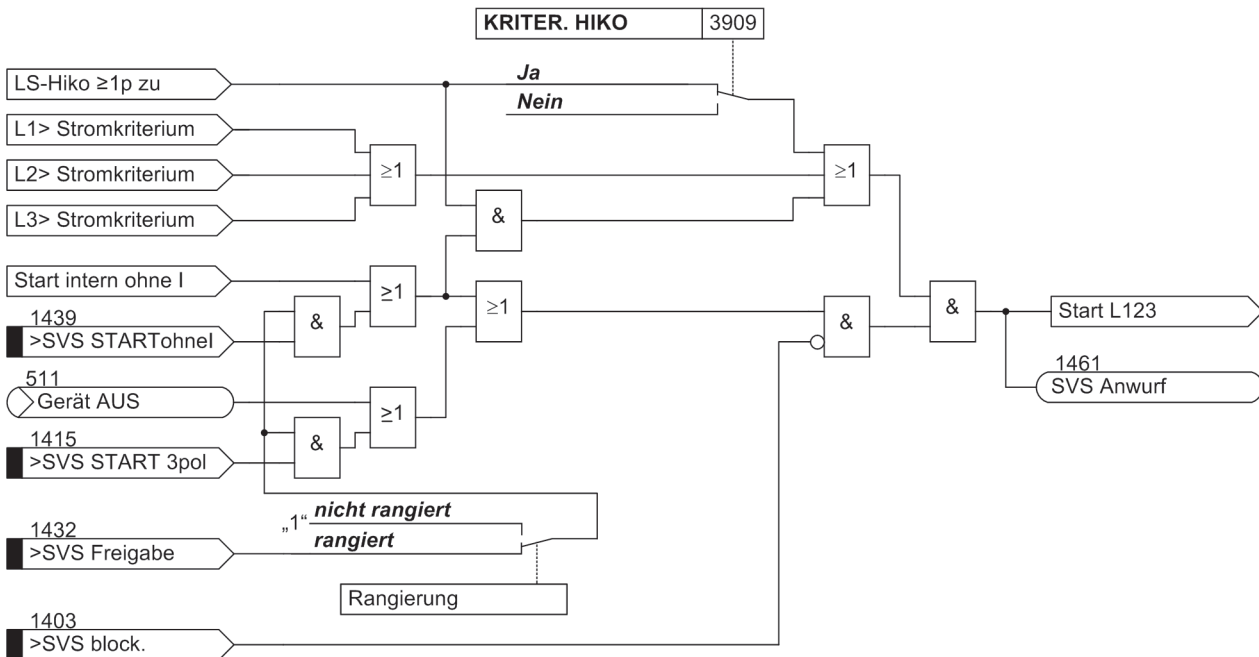 KRITER. HIKO 3909
LS-Hiko ≥1p zu
Ja
Nein
L1> Stromkriterium
L2> Stromkriterium
≥1
≥1
L3> Stromkriterium
&
Start intern ohne I
≥1
≥1
1439
>SVS STARTohneI
&
&
&
Start L123
511
Gerät AUS
≥1
1461
SVS Anwurf
1415
>SVS START 3pol
&
„1“ nicht rangiert
rangiert
1432
>SVS Freigabe
Rangierung
1403
>SVS block.